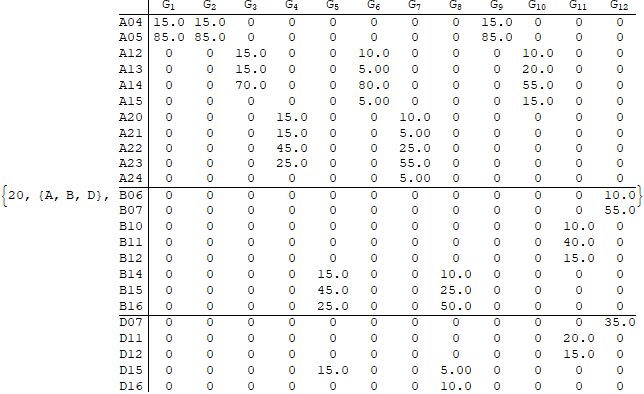 G₁ G₂ G₃ G₄ G₅ G₆ G₇ G₈ G₉ G₁₀ G₁₁ G₁₂
A04 15.0 15.0 0 0 0 0 0 0 15.0 0 0 0
A05 85.0 85.0 0 0 0 0 0 0 85.0 0 0 0
A12 0 0 15.0 0 0 10.0 0 0 0 10.0 0 0
A13 0 0 15.0 0 0 5.00 0 0 0 20.0 0 0
A14 0 0 70.0 0 0 80.0 0 0 0 55.0 0 0
A15 0 0 0 0 0 5.00 0 0 0 15.0 0 0
A20 0 0 0 15.0 0 0 10.0 0 0 0 0 0
A21 0 0 0 15.0 0 0 5.00 0 0 0 0 0
A22 0 0 0 45.0 0 0 25.0 0 0 0 0 0
A23 0 0 0 25.0 0 0 55.0 0 0 0 0 0
A24 0 0 0 0 0 0 5.00 0 0 0 0 0
{20, {A, B, D}, B06 0 0 0 0 0 0 0 0 0 0 0 10.0}
B07 0 0 0 0 0 0 0 0 0 0 0 55.0
B10 0 0 0 0 0 0 0 0 0 0 10.0 0
B11 0 0 0 0 0 0 0 0 0 0 40.0 0
B12 0 0 0 0 0 0 0 0 0 0 15.0 0
B14 0 0 0 0 15.0 0 0 10.0 0 0 0 0
B15 0 0 0 0 45.0 0 0 25.0 0 0 0 0
B16 0 0 0 0 25.0 0 0 50.0 0 0 0 0
D07 0 0 0 0 0 0 0 0 0 0 0 35.0
D11 0 0 0 0 0 0 0 0 0 0 20.0 0
D12 0 0 0 0 0 0 0 0 0 0 15.0 0
D15 0 0 0 0 15.0 0 0 5.00 0 0 0 0
D16 0 0 0 0 0 0 0 10.0 0 0 0 0